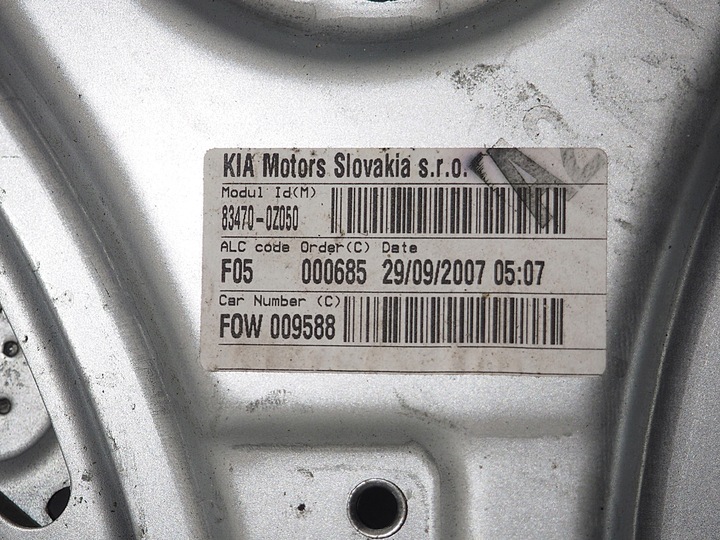 KIA Motors Slovakia s.r.o.
Modul Id(M)
83470-0Z050
ALC code Order(C) Date
F05 000685 29/09/2007 05:07
Car Number (C)
FOW 009588